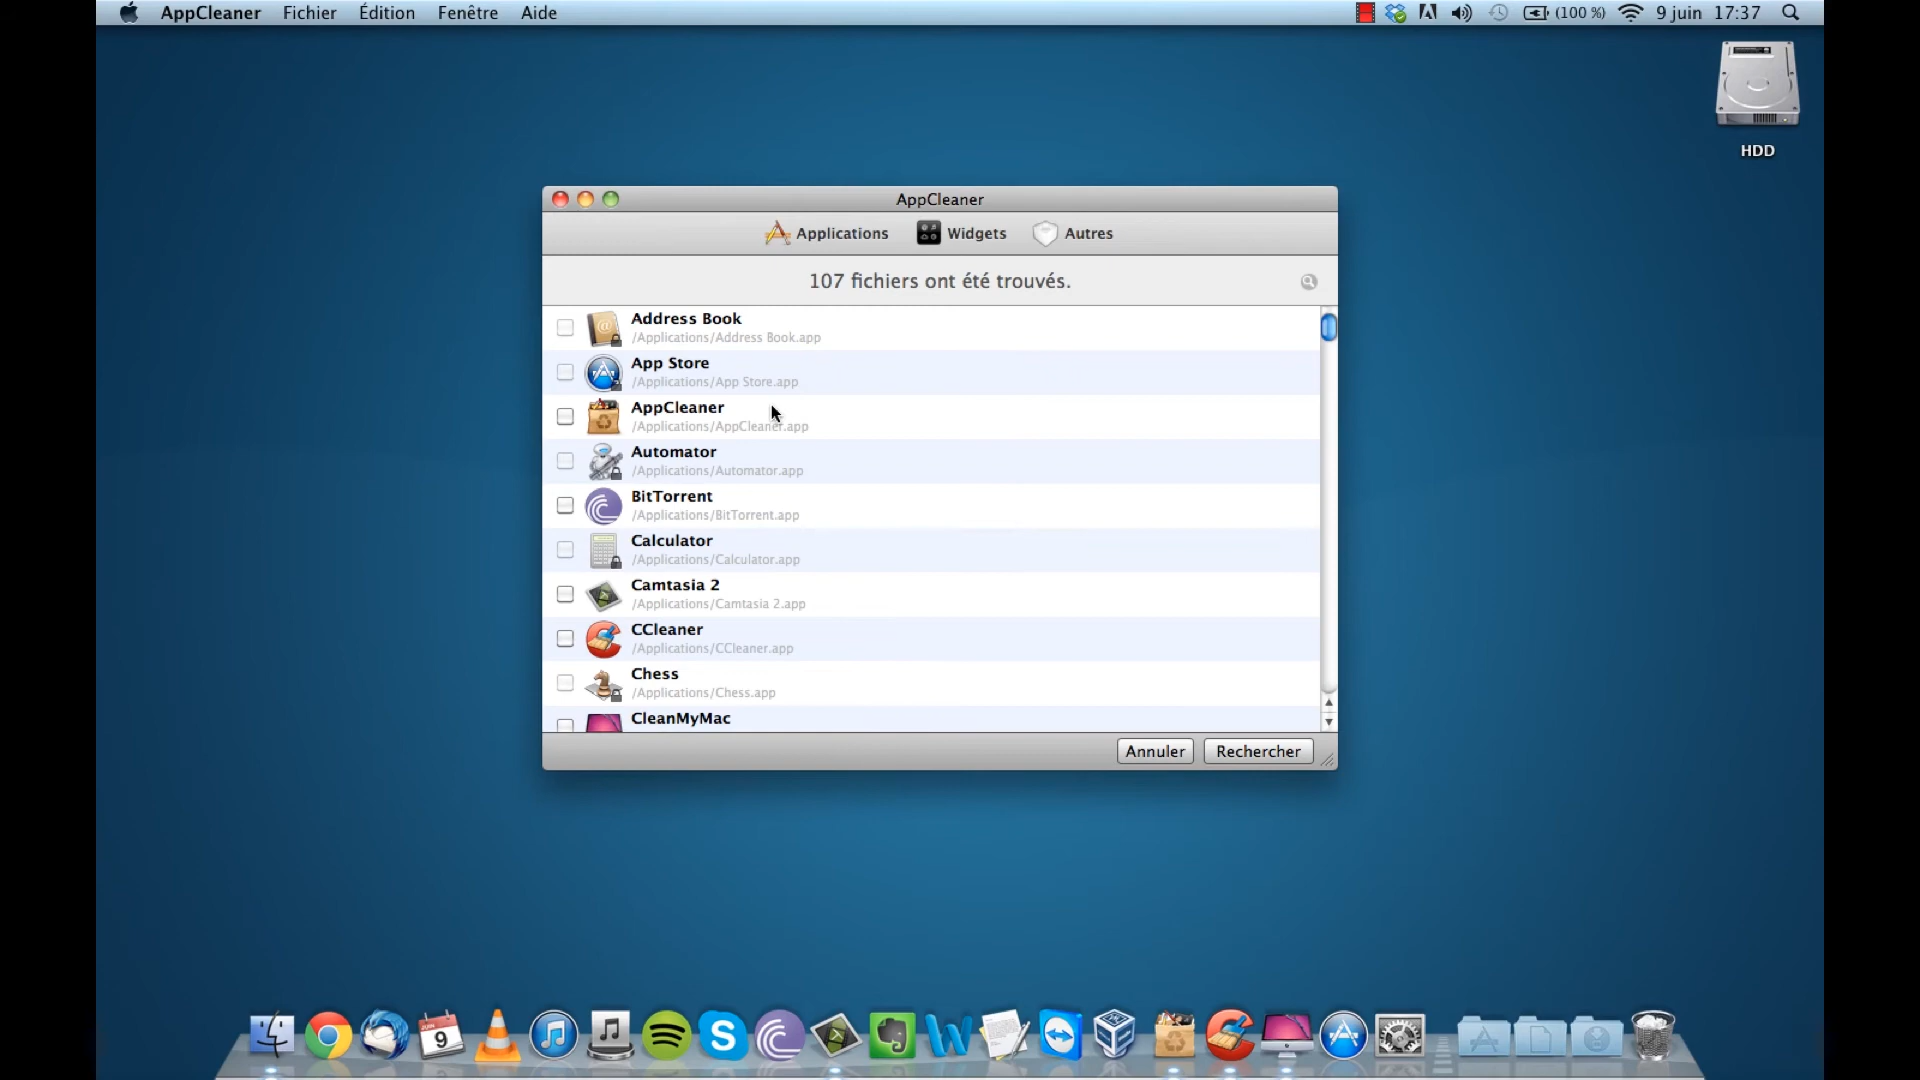 AppCleaner Fichier Édition Fenêtre Aide (100 %) 9 juin 17:37
HDD
AppCleaner
Applications Widgets Autres
107 fichiers ont été trouvés.
Address Book
/Applications/Address Book.app
App Store
/Applications/App Store.app
AppCleaner
/Applications/AppCleaner.app
Automator
/Applications/Automator.app
BitTorrent
/Applications/BitTorrent.app
Calculator
/Applications/Calculator.app
Camtasia 2
/Applications/Camtasia 2.app
CCleaner
/Applications/CCleaner.app
Chess
/Applications/Chess.app
CleanMyMac
Annuler Rechercher
JUIN
9